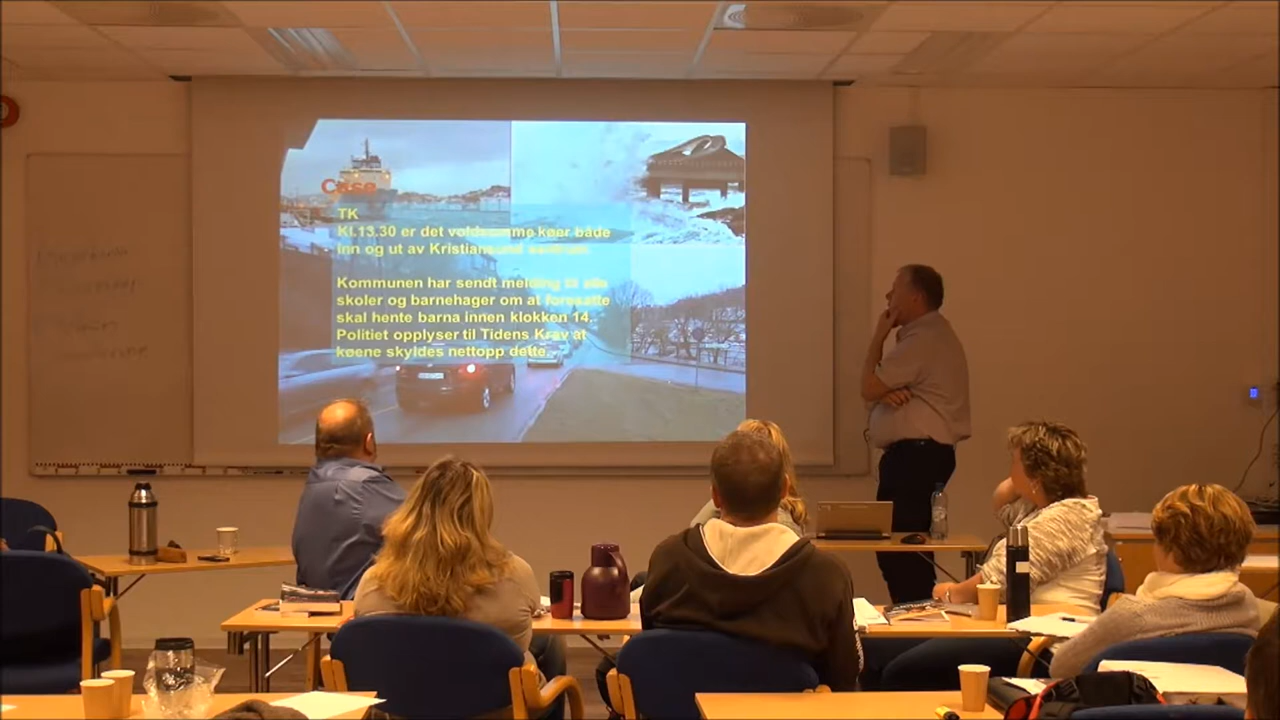 Case
TK
Kl.13.30 er det voldsomme køer både
inn og ut av Kristiansund sentrum.
Kommunen har sendt melding til alle
skoler og barnehager om at foresatte
skal hente barna innen klokken 14.
Politiet opplyser til Tidens Krav at
køene skyldes nettopp dette.